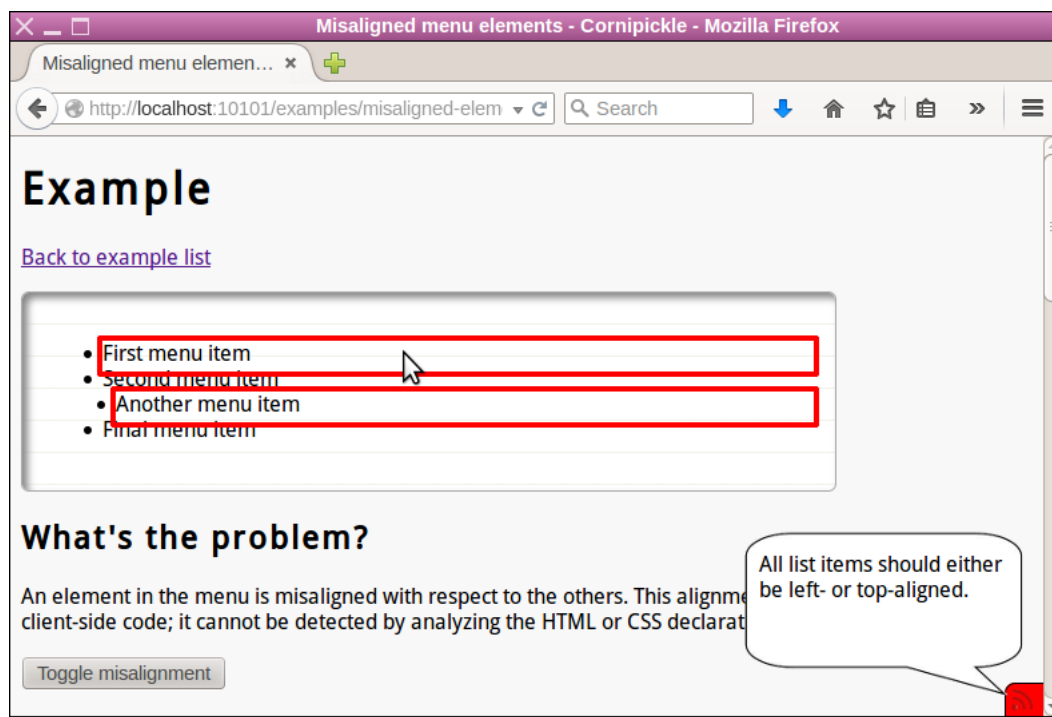 Misaligned menu elements - Cornipickle - Mozilla Firefox
Misaligned menu elemen…
http://localhost:10101/examples/misaligned-elem
Search
Example
Back to example list
First menu item
Second menu item
Another menu item
Final menu item
What's the problem?
An element in the menu is misaligned with respect to the others. This alignme
client-side code; it cannot be detected by analyzing the HTML or CSS declarat
Toggle misalignment
All list items should either
be left- or top-aligned.